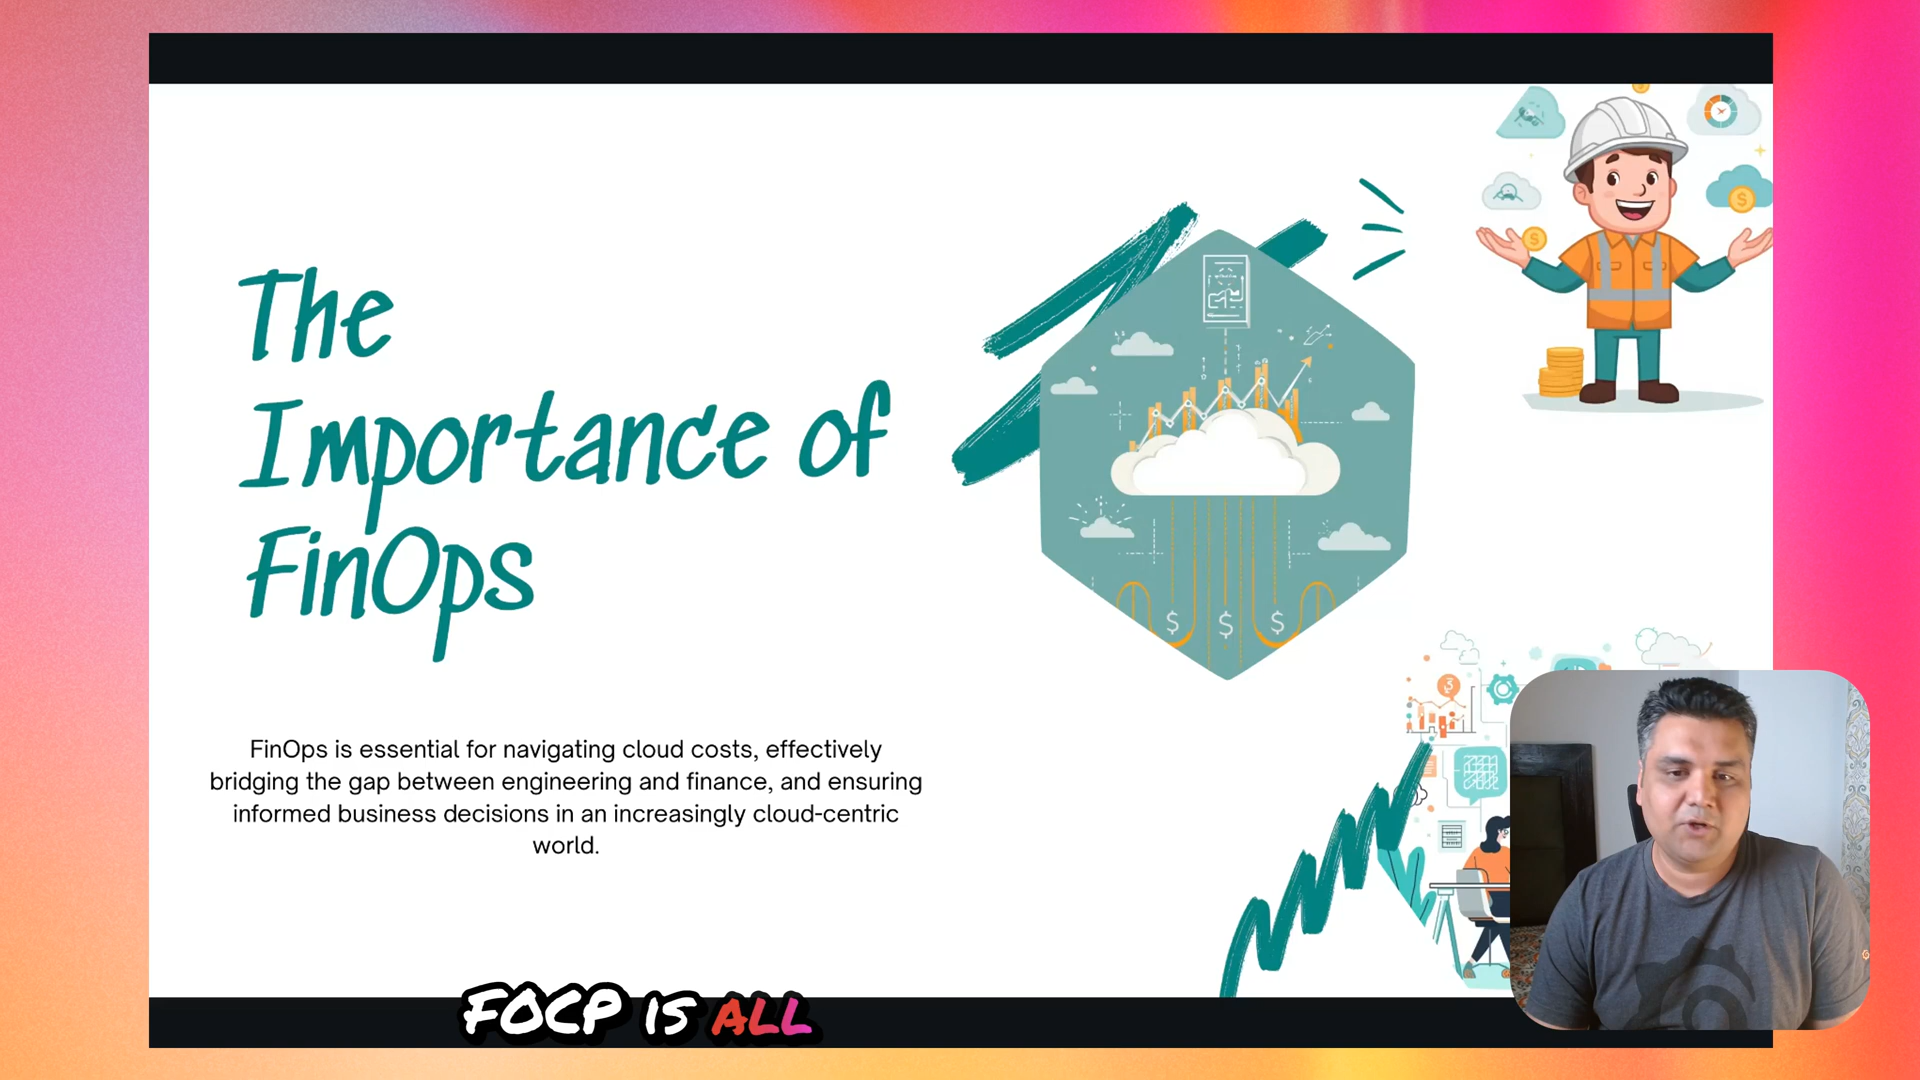 The
Importance of
FinOps
FinOps is essential for navigating cloud costs, effectively
bridging the gap between engineering and finance, and ensuring
informed business decisions in an increasingly cloud-centric
world.
$
$
$
$
$
FOCP IS ALL